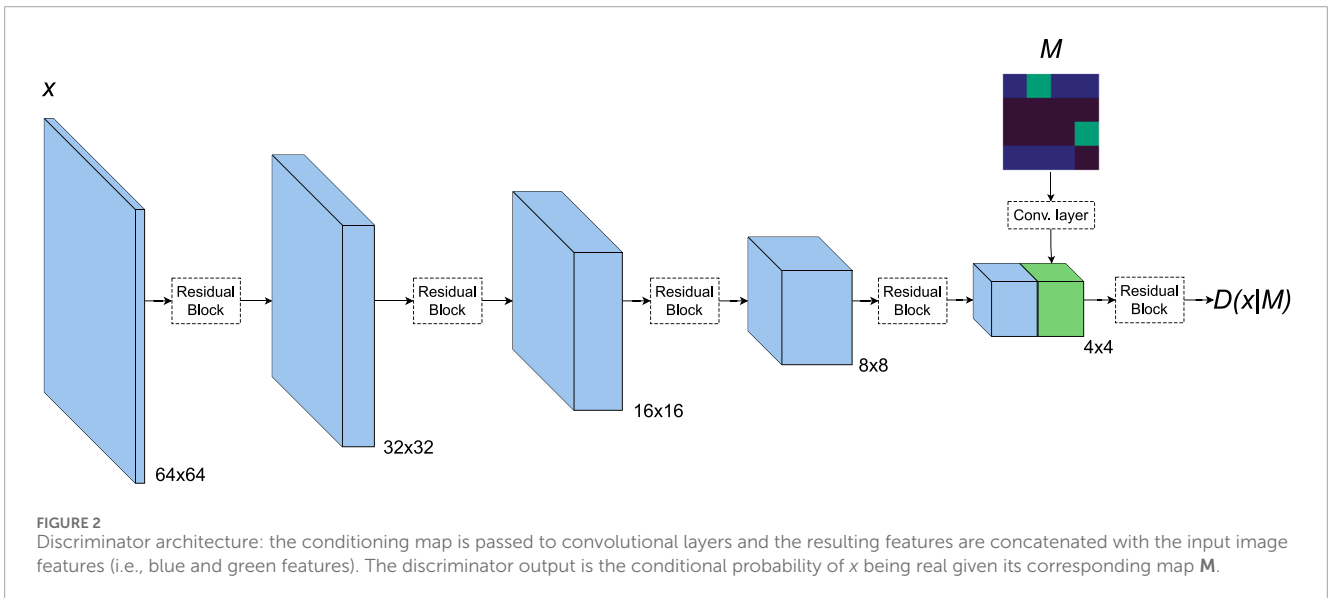 x
M
Conv. layer
Residual
Block
Residual
Block
Residual
Block
Residual
Block
Residual
Block
D(x|M)
64x64
32x32
16x16
8x8
4x4
FIGURE 2
Discriminator architecture: the conditioning map is passed to convolutional layers and the resulting features are concatenated with the input image
features (i.e., blue and green features). The discriminator output is the conditional probability of x being real given its corresponding map M.